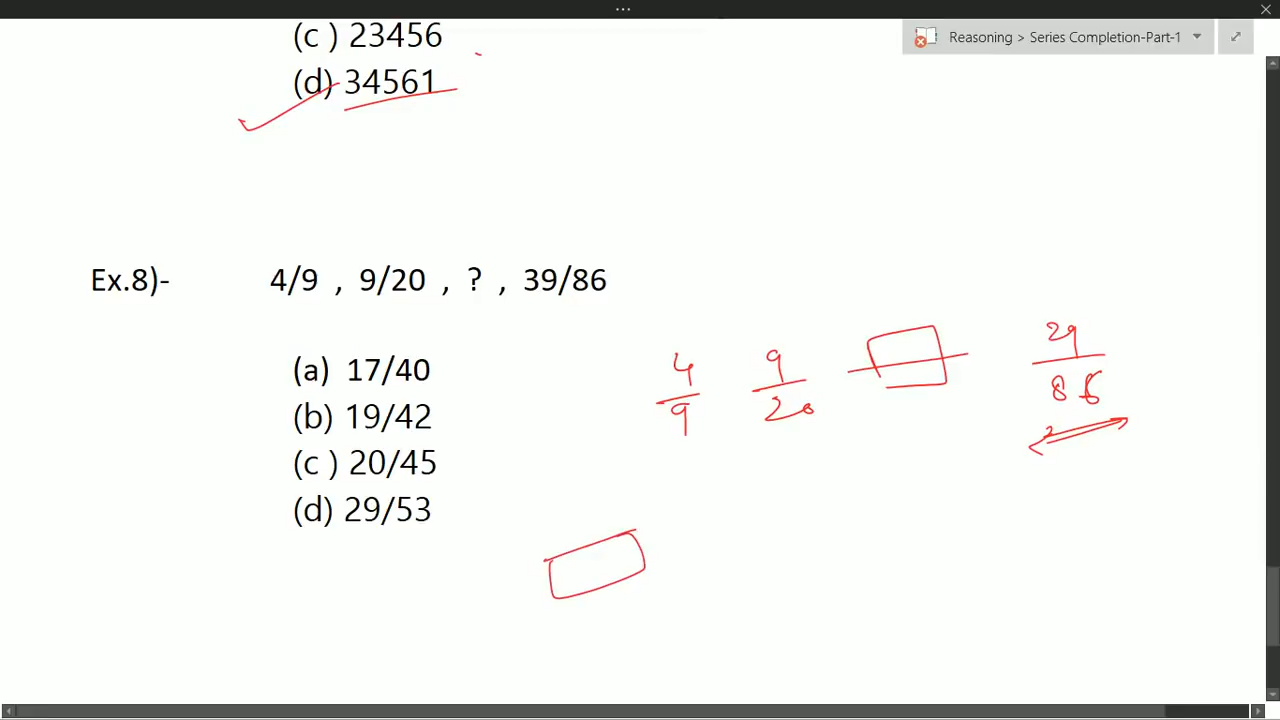 ...
(c ) 23456
Reasoning > Series Completion-Part-1
(d) 34561
Ex.8)- 4/9 , 9/20 , ? , 39/86
(a) 17/40
(b) 19/42
(c ) 20/45
(d) 29/53
4 9 29
9 20 86